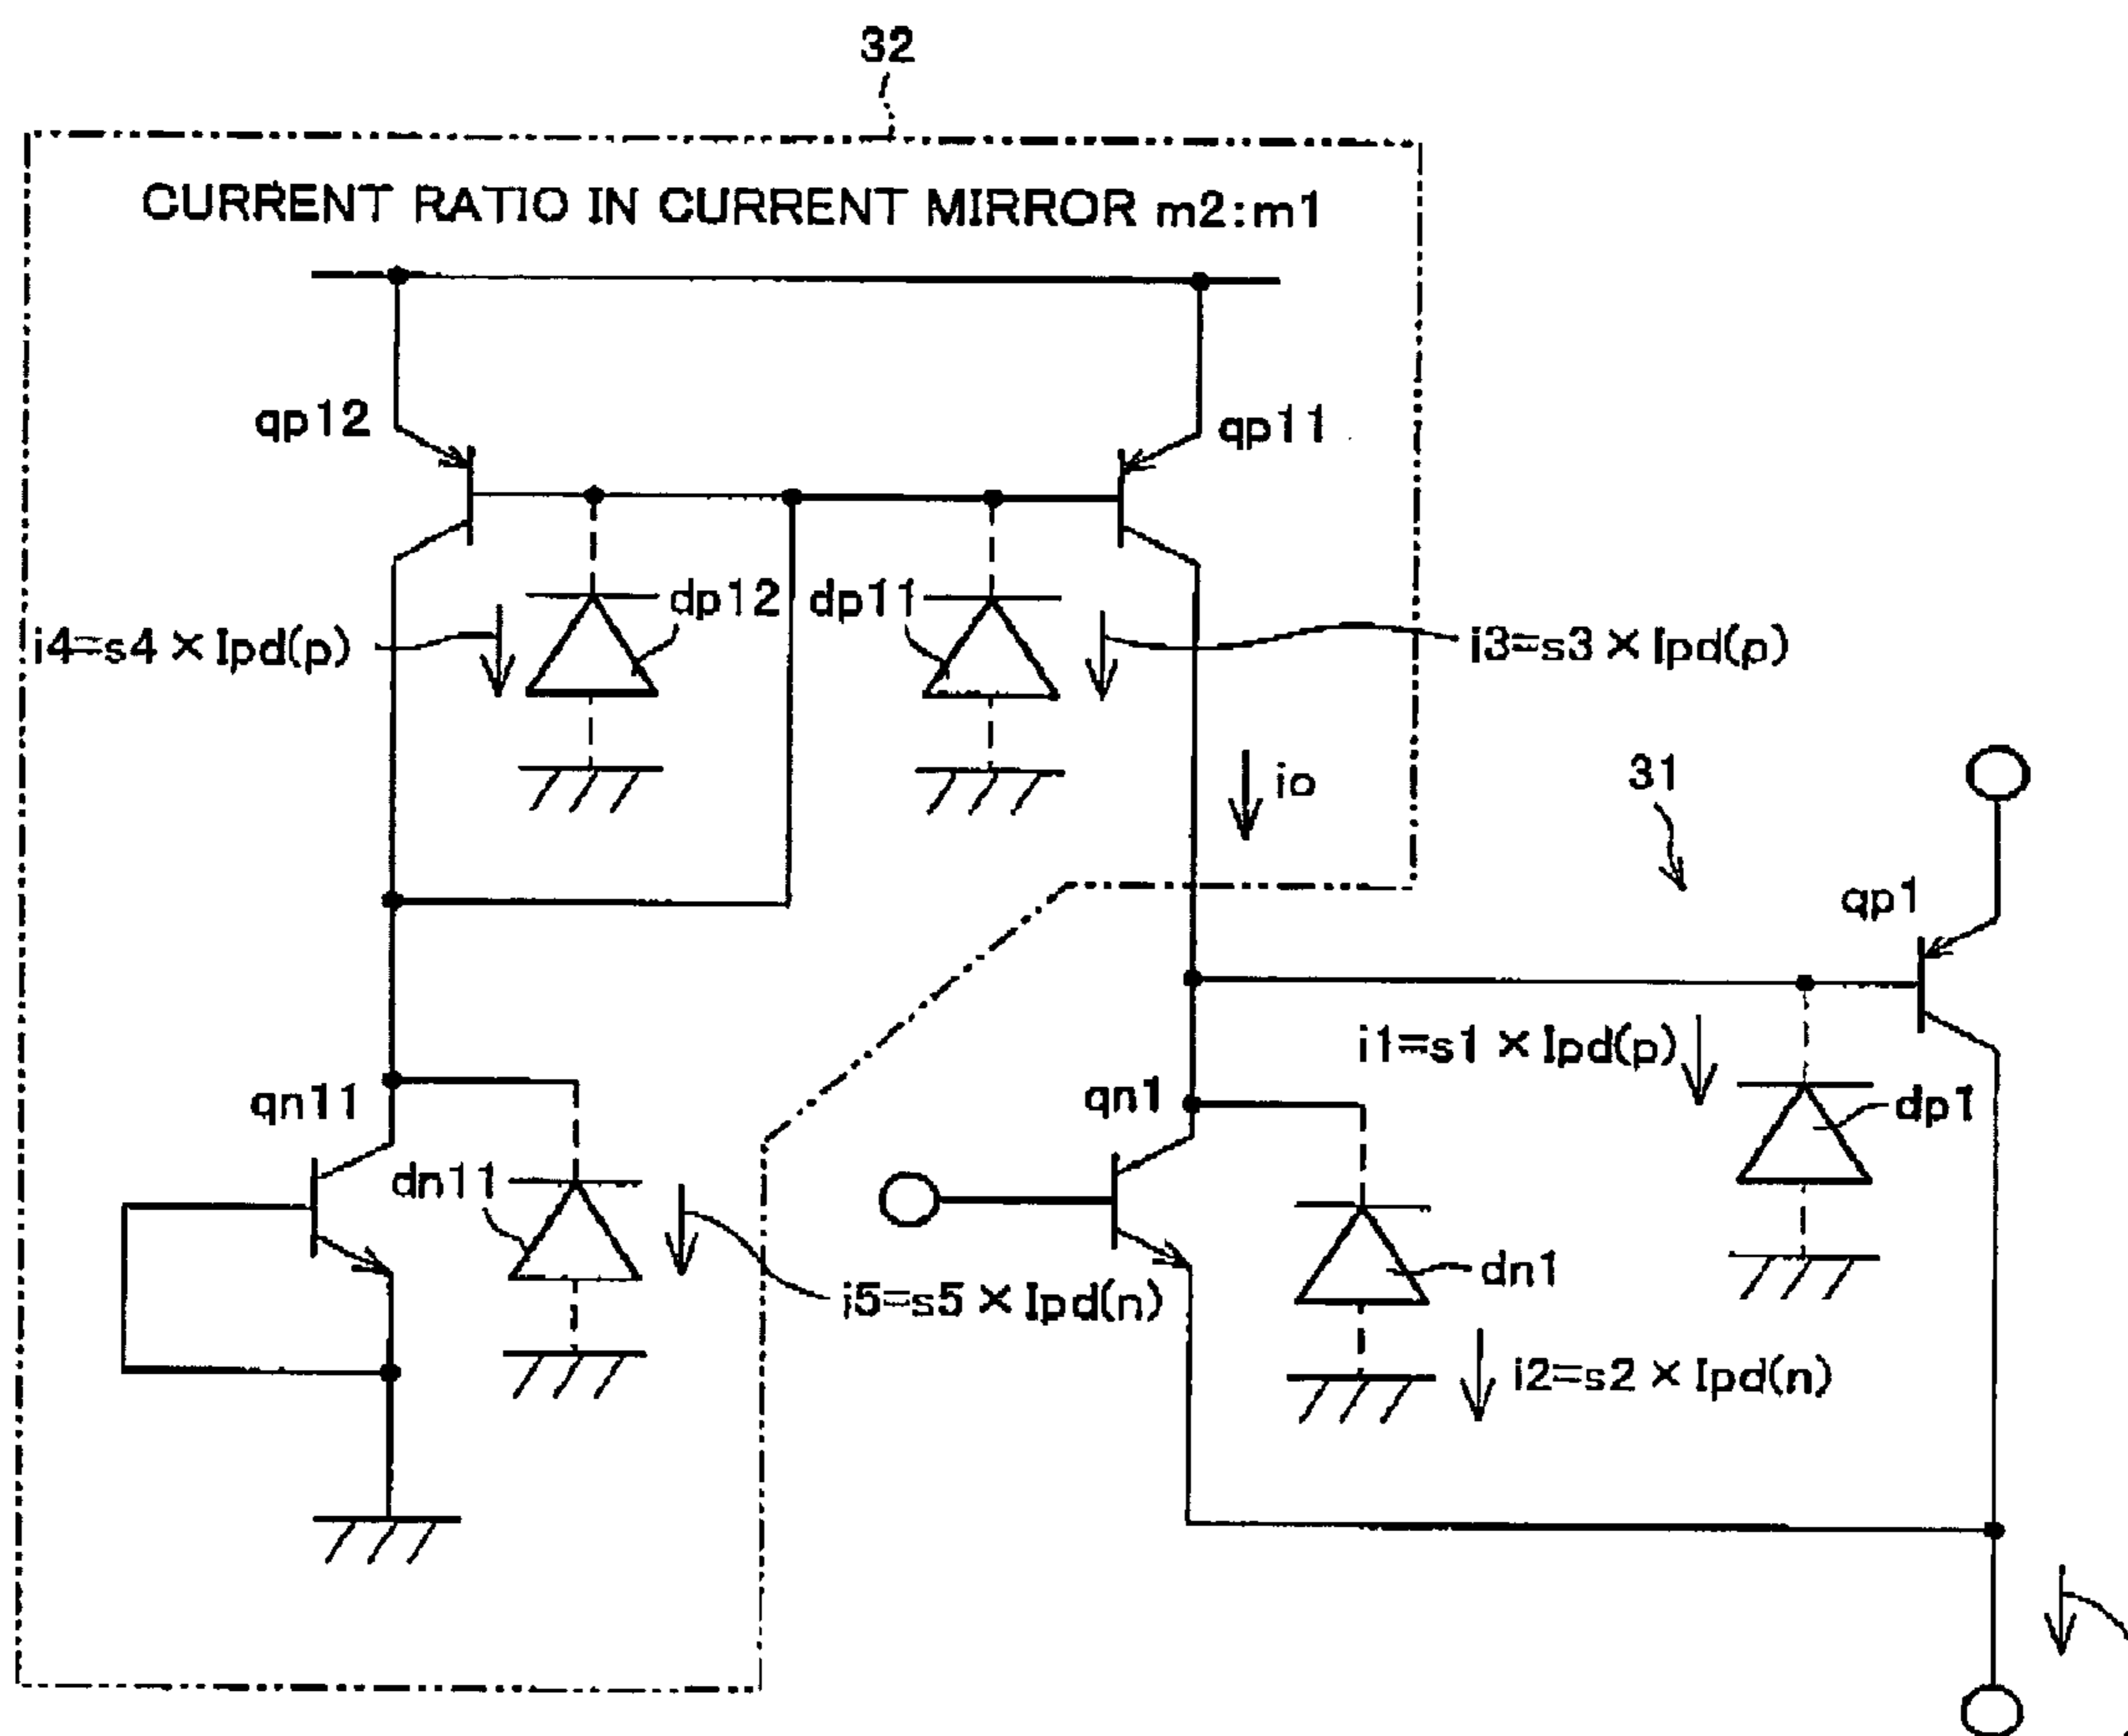 32
CURRENT RATIO IN CURRENT MIRROR m2:m1
qp12
qp11
dp12
dp11
i4=s4 × Ipd(p)
i3=s3 × Ipd(p)
io
31
qp1
i1=s1 × Ipd(p)
dp1
qn11
qn1
dn11
dn1
i5=s5 × Ipd(n)
i2=s2 × Ipd(n)